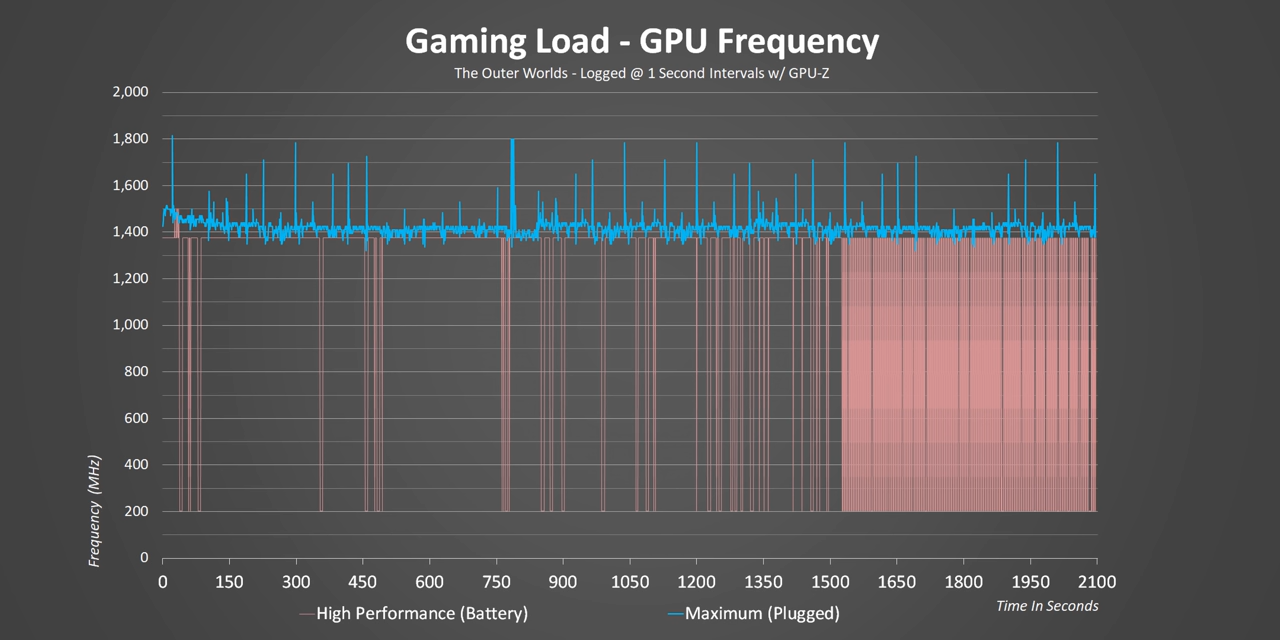 Gaming Load - GPU Frequency
The Outer Worlds - Logged @ 1 Second Intervals w/ GPU-Z
2,000
1,800
1,600
1,400
1,200
1,000
800
600
400
200
0
Frequency (MHz)
0 150 300 450 600 750 900 1050 1200 1350 1500 1650 1800 1950 2100
Time In Seconds
High Performance (Battery) Maximum (Plugged)